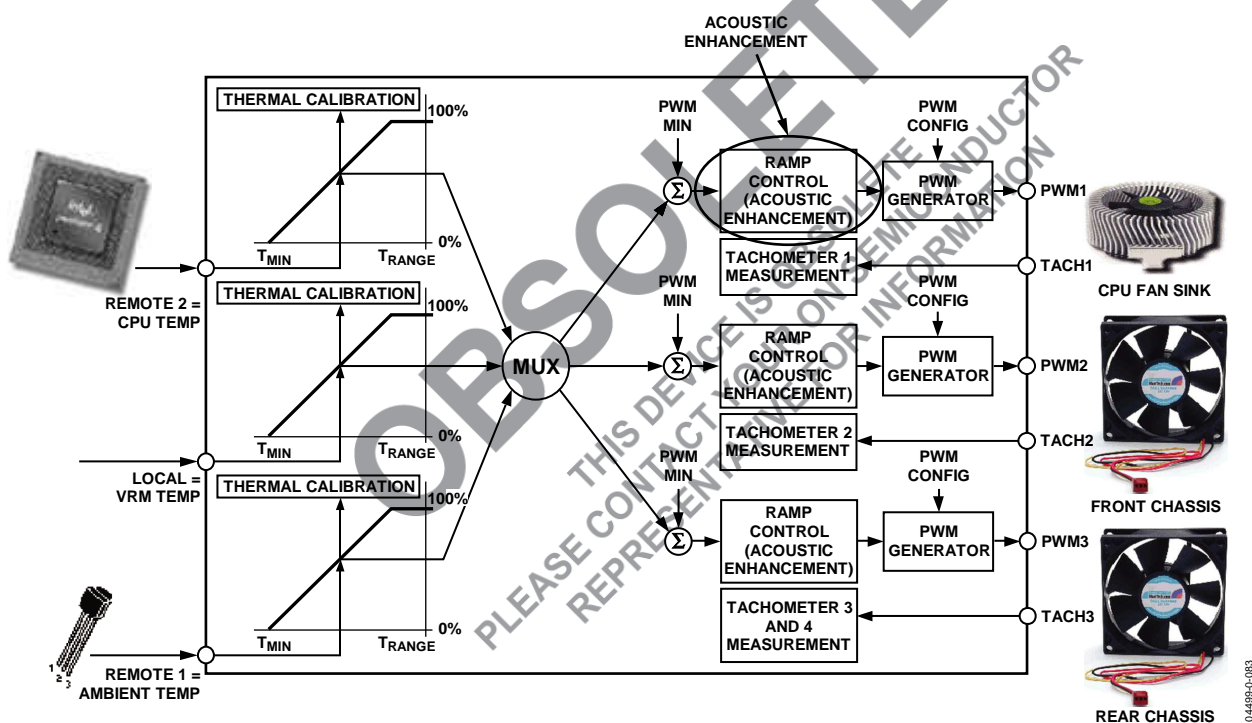 ACOUSTIC
ENHANCEMENT
THERMAL CALIBRATION
100%
0%
TMIN
TRANGE
REMOTE 2 =
CPU TEMP
THERMAL CALIBRATION
100%
0%
TMIN
TRANGE
LOCAL =
VRM TEMP
THERMAL CALIBRATION
100%
0%
TMIN
TRANGE
REMOTE 1 =
AMBIENT TEMP
1
2
3
MUX
PWM
MIN
Σ
RAMP
CONTROL
(ACOUSTIC
ENHANCEMENT)
PWM
CONFIG
PWM
GENERATOR
PWM1
TACHOMETER 1
MEASUREMENT
TACH1
CPU FAN SINK
PWM
MIN
Σ
RAMP
CONTROL
(ACOUSTIC
ENHANCEMENT)
PWM
CONFIG
PWM
GENERATOR
PWM2
TACHOMETER 2
MEASUREMENT
TACH2
FRONT CHASSIS
PWM
MIN
Σ
RAMP
CONTROL
(ACOUSTIC
ENHANCEMENT)
PWM
CONFIG
PWM
GENERATOR
PWM3
TACHOMETER 3
AND 4
MEASUREMENT
TACH3
REAR CHASSIS
04499-0-083
OBSOLETE
THIS DEVICE IS OBSOLETE
PLEASE CONTACT YOUR ON SEMICONDUCTOR
REPRESENTATIVE FOR INFORMATION